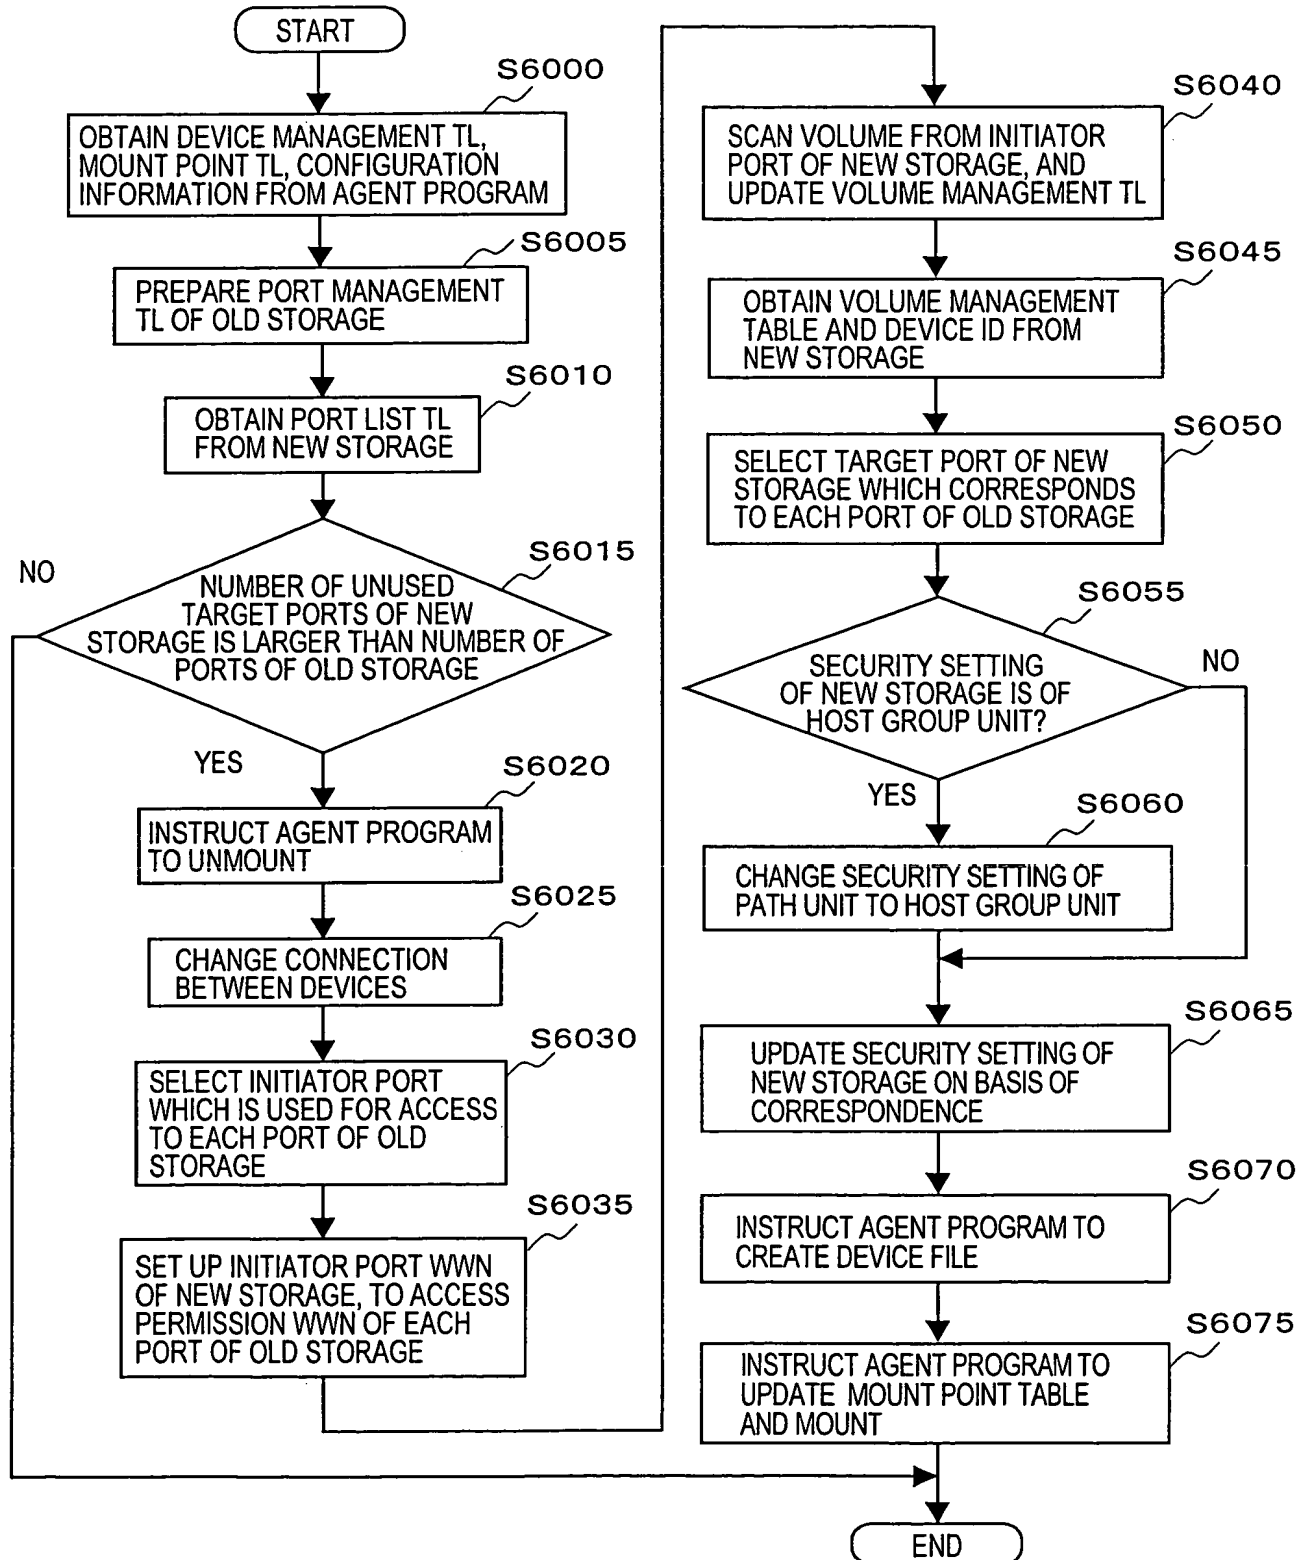 START
S6000
OBTAIN DEVICE MANAGEMENT TL,
MOUNT POINT TL, CONFIGURATION
INFORMATION FROM AGENT PROGRAM
S6005
PREPARE PORT MANAGEMENT
TL OF OLD STORAGE
S6010
OBTAIN PORT LIST TL
FROM NEW STORAGE
S6015
NO
NUMBER OF UNUSED
TARGET PORTS OF NEW
STORAGE IS LARGER THAN NUMBER OF
PORTS OF OLD STORAGE
YES
S6020
INSTRUCT AGENT PROGRAM
TO UNMOUNT
S6025
CHANGE CONNECTION
BETWEEN DEVICES
S6030
SELECT INITIATOR PORT
WHICH IS USED FOR ACCESS
TO EACH PORT OF OLD
STORAGE
S6035
SET UP INITIATOR PORT WWN
OF NEW STORAGE, TO ACCESS
PERMISSION WWN OF EACH
PORT OF OLD STORAGE
S6040
SCAN VOLUME FROM INITIATOR
PORT OF NEW STORAGE, AND
UPDATE VOLUME MANAGEMENT TL
S6045
OBTAIN VOLUME MANAGEMENT
TABLE AND DEVICE ID FROM
NEW STORAGE
S6050
SELECT TARGET PORT OF NEW
STORAGE WHICH CORRESPONDS
TO EACH PORT OF OLD STORAGE
S6055
SECURITY SETTING
OF NEW STORAGE IS OF
HOST GROUP UNIT?
NO
YES
S6060
CHANGE SECURITY SETTING OF
PATH UNIT TO HOST GROUP UNIT
S6065
UPDATE SECURITY SETTING OF
NEW STORAGE ON BASIS OF
CORRESPONDENCE
S6070
INSTRUCT AGENT PROGRAM TO
CREATE DEVICE FILE
S6075
INSTRUCT AGENT PROGRAM TO
UPDATE MOUNT POINT TABLE
AND MOUNT
END